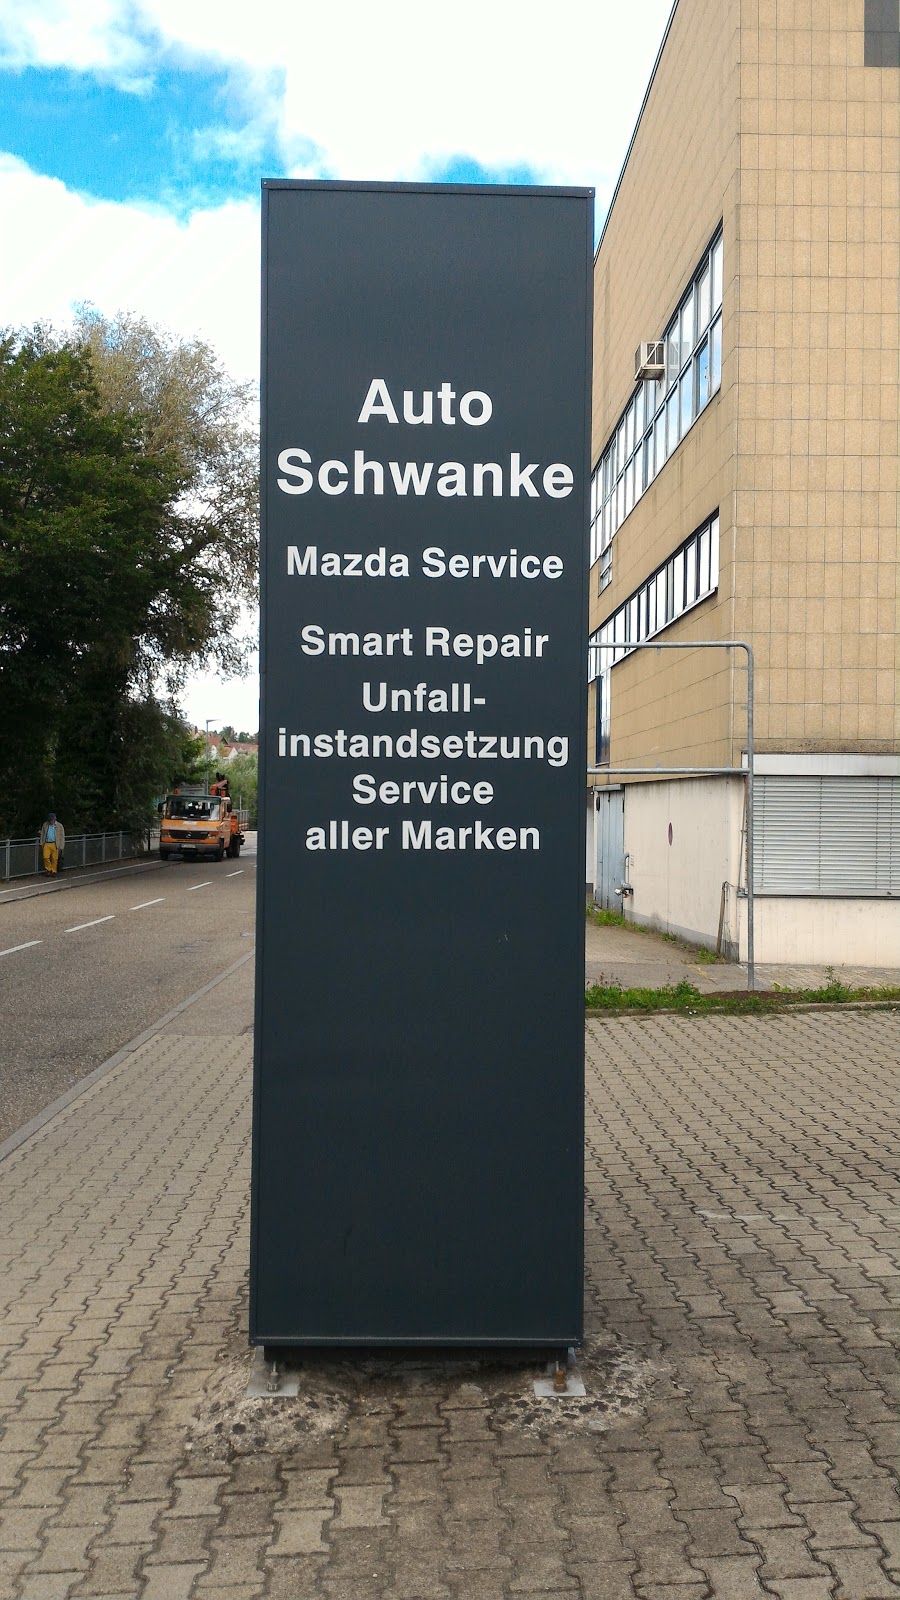 Auto
Schwanke
Mazda Service
Smart Repair
Unfall-
instandsetzung
Service
aller Marken